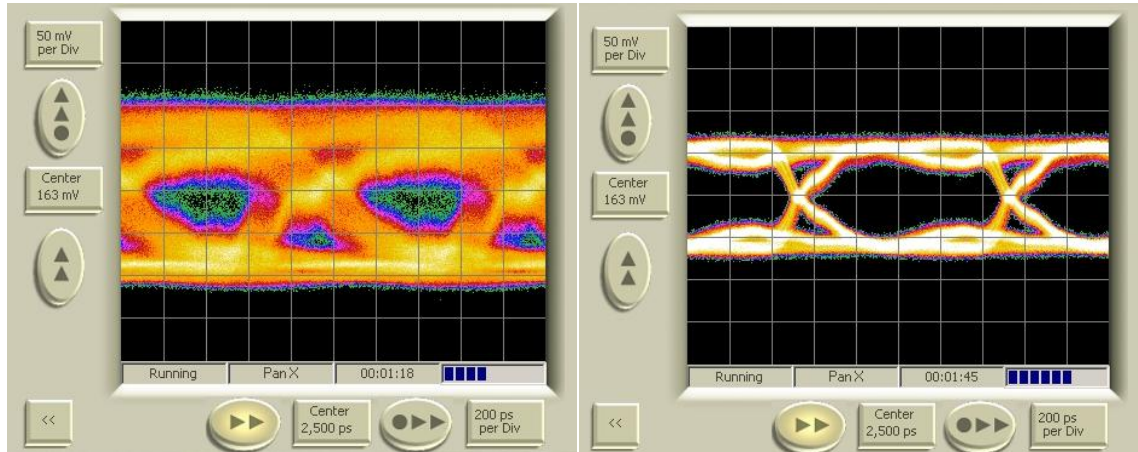 50 mV
per Div
Center
163 mV
Running
Pan X
00:01:18
<<
Center
2,500 ps
200 ps
per Div
50 mV
per Div
Center
163 mV
Running
Pan X
00:01:45
<<
Center
2,500 ps
200 ps
per Div